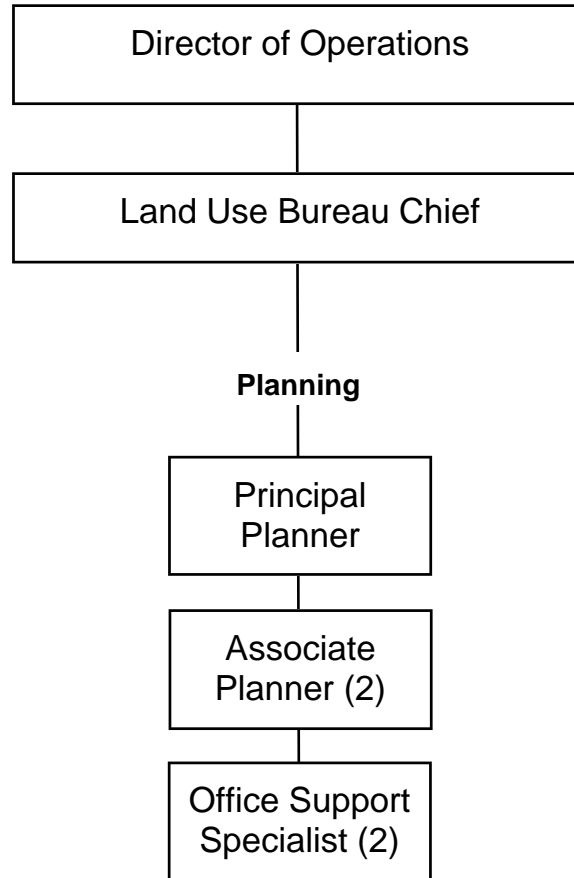 Director of Operations
Land Use Bureau Chief
Planning
Principal
Planner
Associate
Planner (2)
Office Support
Specialist (2)